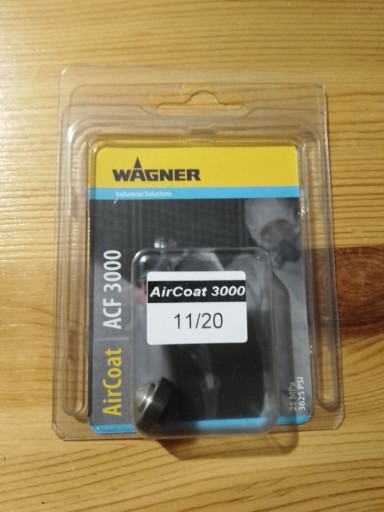 WAGNER
Industrial Solutions
AirCoat | ACF 3000
AirCoat 3000
11/20
25 MPa
3625 PSI